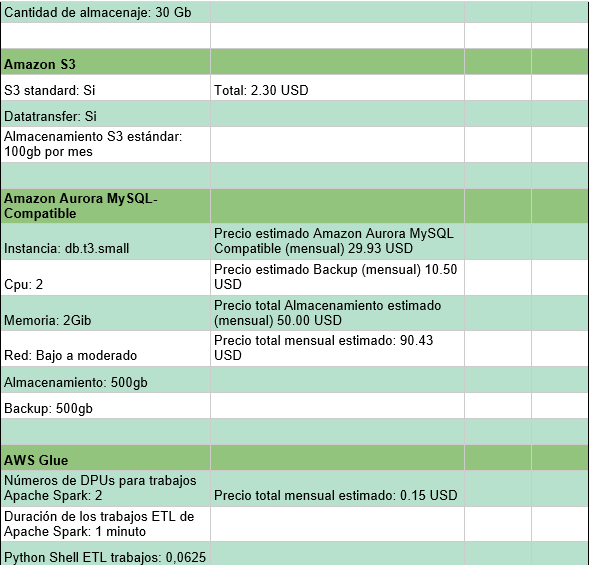 Cantidad de almacenaje: 30 Gb
Amazon S3
S3 standard: Si
Total: 2.30 USD
Datatransfer: Si
Almacenamiento S3 estándar:
100gb por mes
Amazon Aurora MySQL-
Compatible
Instancia: db.t3.small
Precio estimado Amazon Aurora MySQL
Compatible (mensual) 29.93 USD
Cpu: 2
Precio estimado Backup (mensual) 10.50
USD
Memoria: 2Gib
Precio total Almacenamiento estimado
(mensual) 50.00 USD
Red: Bajo a moderado
Precio total mensual estimado: 90.43
USD
Almacenamiento: 500gb
Backup: 500gb
AWS Glue
Números de DPUs para trabajos
Apache Spark: 2
Precio total mensual estimado: 0.15 USD
Duración de los trabajos ETL de
Apache Spark: 1 minuto
Python Shell ETL trabajos: 0,0625